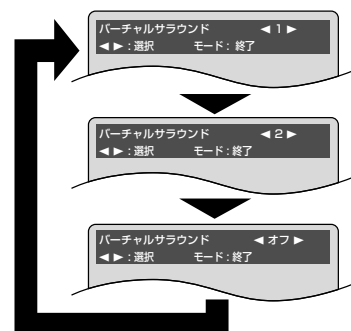 バーチャルサラウンド ◀ 1 ▶
◀ ▶ : 選択 モード : 終了
バーチャルサラウンド ◀ 2 ▶
◀ ▶ : 選択 モード : 終了
バーチャルサラウンド ◀ オフ ▶
◀ ▶ : 選択 モード : 終了